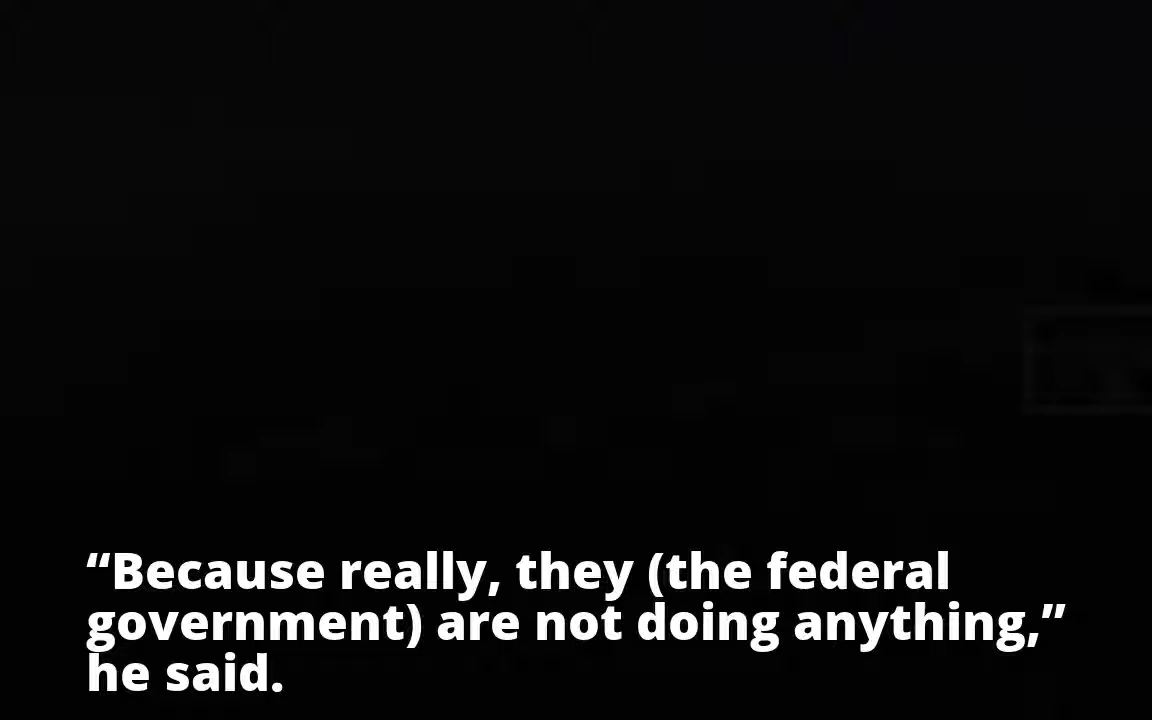 “Because really, they (the federal
government) are not doing anything,”
he said.